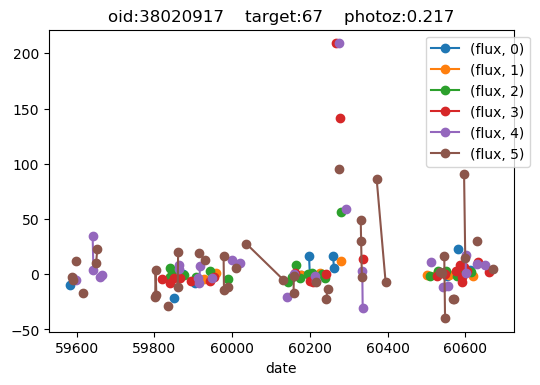 oid:38020917 target:67 photoz:0.217
200
150
100
50
0
−50
59600 59800 60000 60200 60400 60600
date
(flux, 0)
(flux, 1)
(flux, 2)
(flux, 3)
(flux, 4)
(flux, 5)